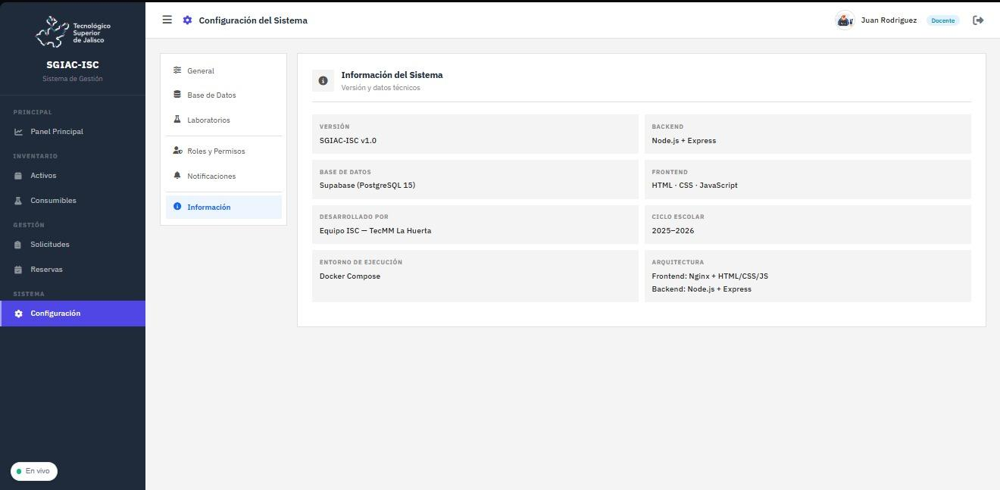 Tecnológico
Superior
de Jalisco
SGIAC-ISC
Sistema de Gestión
PRINCIPAL
Panel Principal
INVENTARIO
Activos
Consumibles
GESTIÓN
Solicitudes
Reservas
SISTEMA
Configuración
En vivo
Configuración del Sistema
Juan Rodriguez
Docente
General
Base de Datos
Laboratorios
Roles y Permisos
Notificaciones
Información
Información del Sistema
Versión y datos técnicos
VERSIÓN
SGIAC-ISC v1.0
BACKEND
Node.js + Express
BASE DE DATOS
Supabase (PostgreSQL 15)
FRONTEND
HTML · CSS · JavaScript
DESARROLLADO POR
Equipo ISC — TecMM La Huerta
CICLO ESCOLAR
2025–2026
ENTORNO DE EJECUCIÓN
Docker Compose
ARQUITECTURA
Frontend: Nginx + HTML/CSS/JS
Backend: Node.js + Express